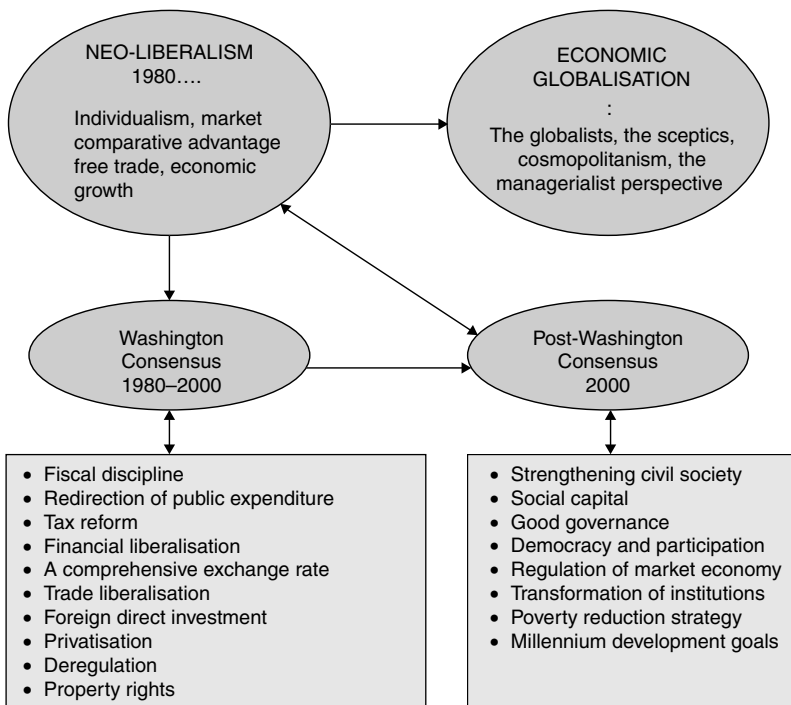 NEO-LIBERALISM
1980....
Individualism, market
comparative advantage
free trade, economic
growth
ECONOMIC
GLOBALISATION
:
The globalists, the sceptics,
cosmopolitanism, the
managerialist perspective
Washington
Consensus
1980–2000
Post-Washington
Consensus
2000
• Fiscal discipline
• Redirection of public expenditure
• Tax reform
• Financial liberalisation
• A comprehensive exchange rate
• Trade liberalisation
• Foreign direct investment
• Privatisation
• Deregulation
• Property rights
• Strengthening civil society
• Social capital
• Good governance
• Democracy and participation
• Regulation of market economy
• Transformation of institutions
• Poverty reduction strategy
• Millennium development goals